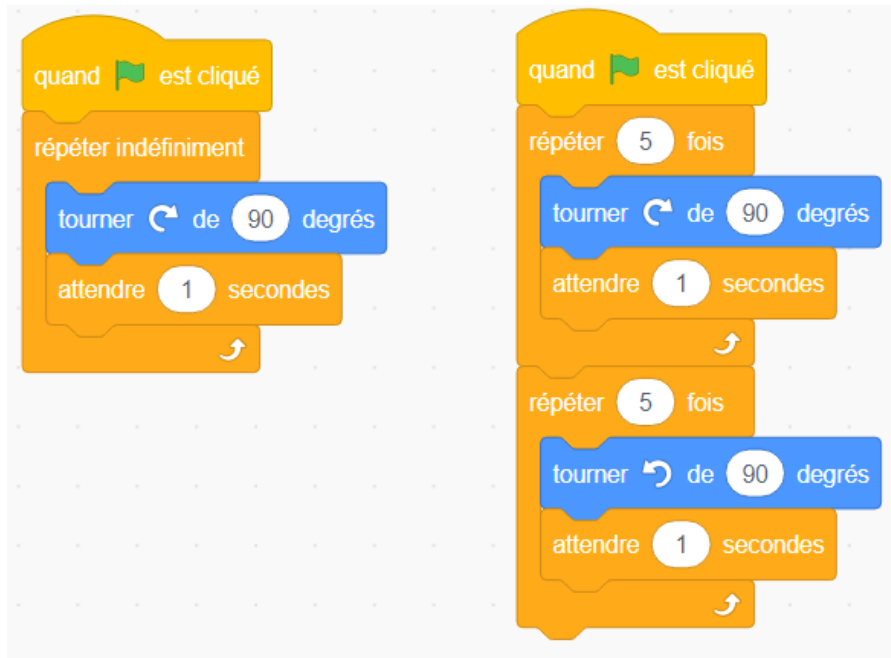 quand est cliqué
répéter indéfiniment
tourner de 90 degrés
attendre 1 secondes
quand est cliqué
répéter 5 fois
tourner de 90 degrés
attendre 1 secondes
répéter 5 fois
tourner de 90 degrés
attendre 1 secondes